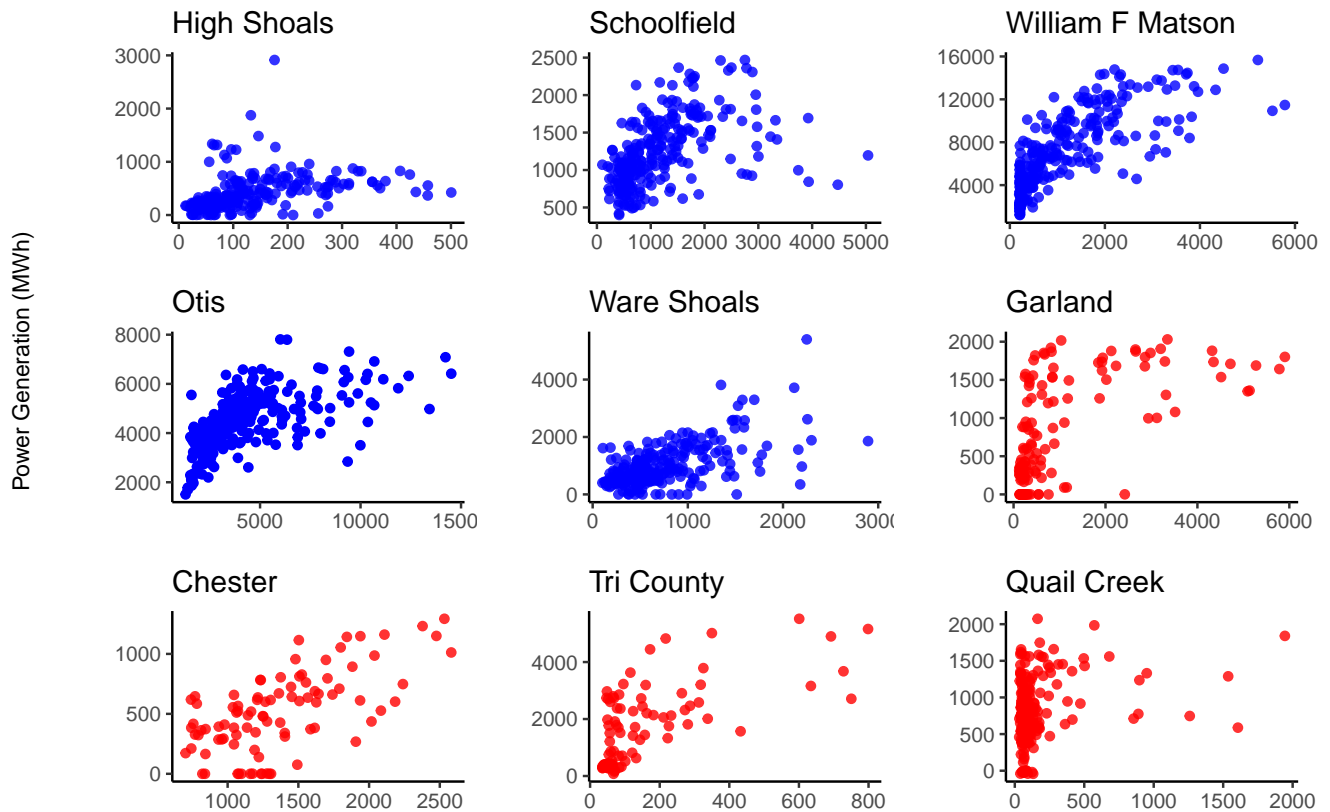 High Shoals Schoolfield William F Matson
3000 2500 16000
2000 2000 12000
1500
1000 1000 8000
500 4000
0
0 100 200 300 400 500 0 1000 2000 3000 4000 5000 0 2000 4000 6000
Power Generation (MWh)
Otis Ware Shoals Garland
8000 2000
6000 4000 1500
4000 2000 1000
500
2000 0 0
5000 10000 1500 0 1000 2000 3000 0 2000 4000 6000
Chester Tri County Quail Creek
2000
1000 4000 1500
500 2000 1000
500
0 0 0
1000 1500 2000 2500 0 200 400 600 800 0 500 1000 1500 2000